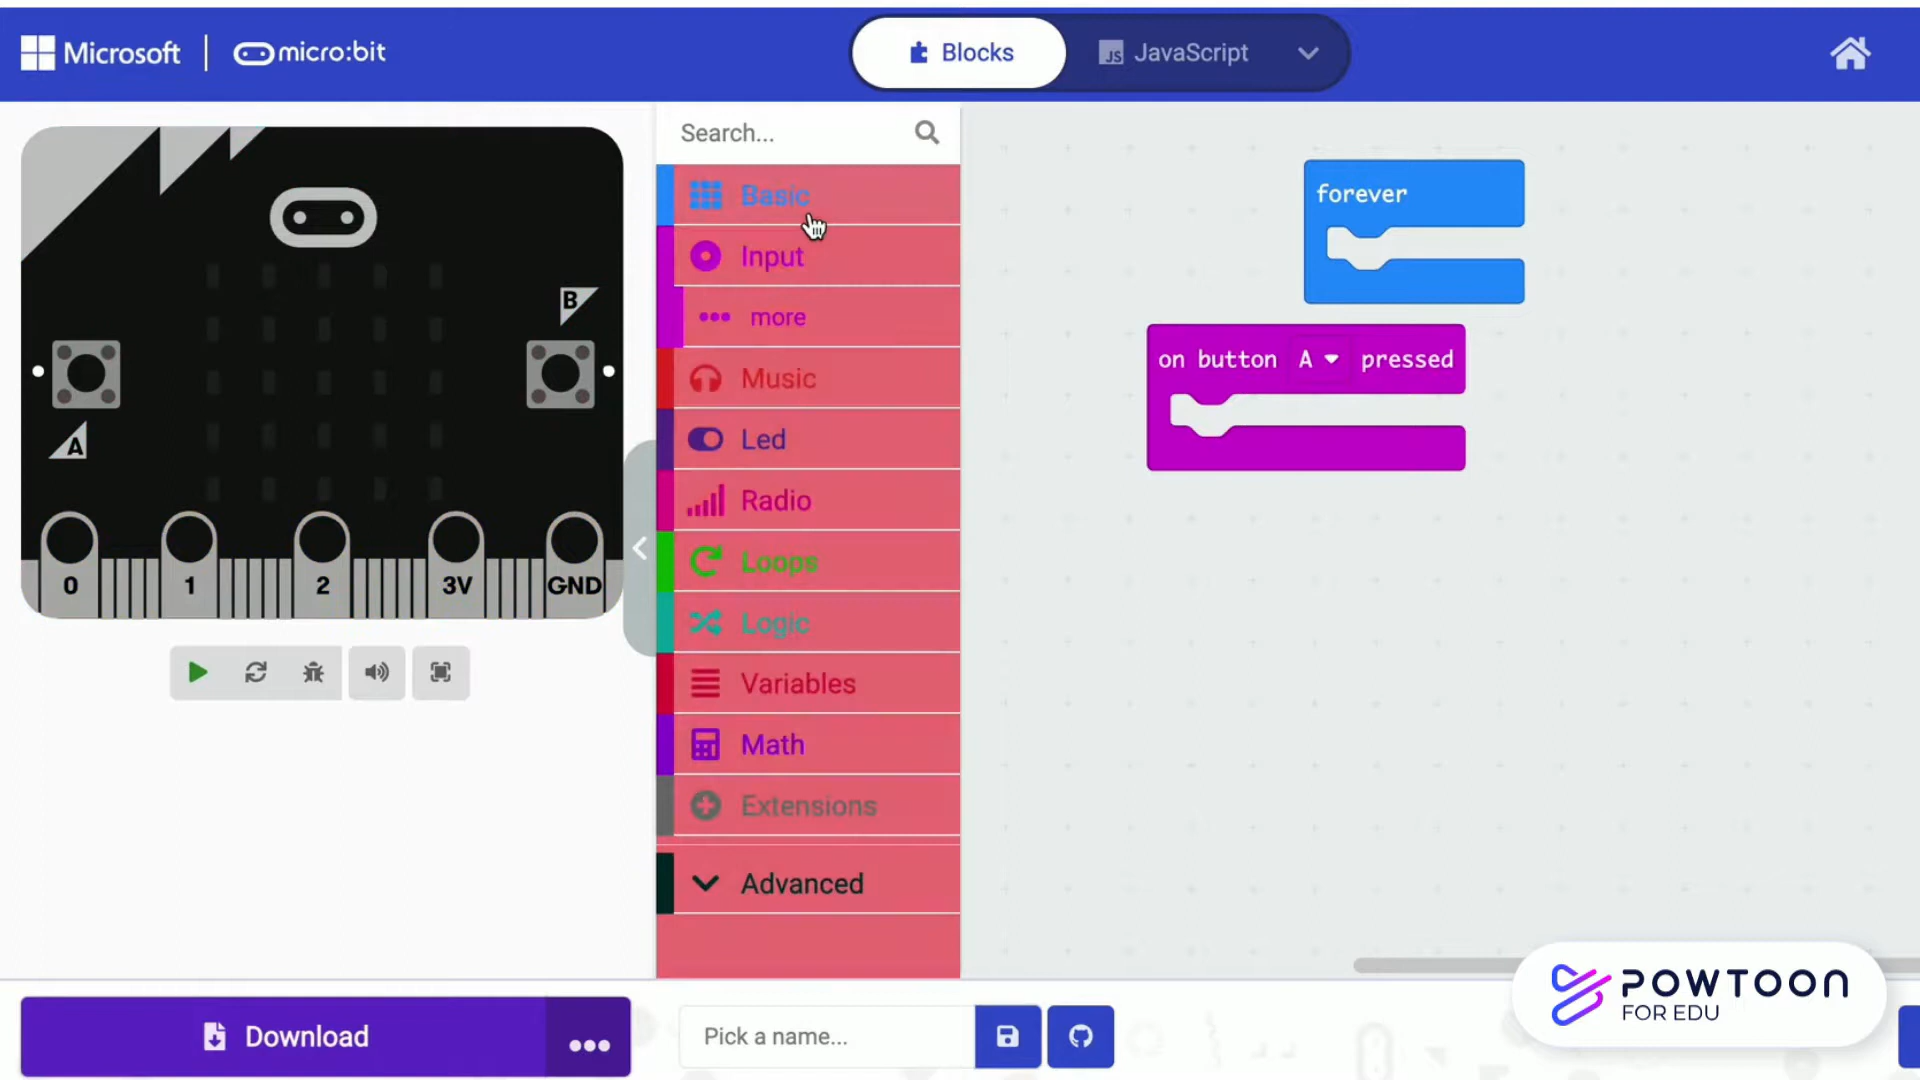 Microsoft
micro:bit
Blocks
JS JavaScript
Search...
Basic
Input
more
Music
Led
Radio
Loops
Logic
Variables
Math
Extensions
Advanced
forever
on button A pressed
B
A
0 1 2 3V GND
Download
Pick a name...
POWTOON
FOR EDU